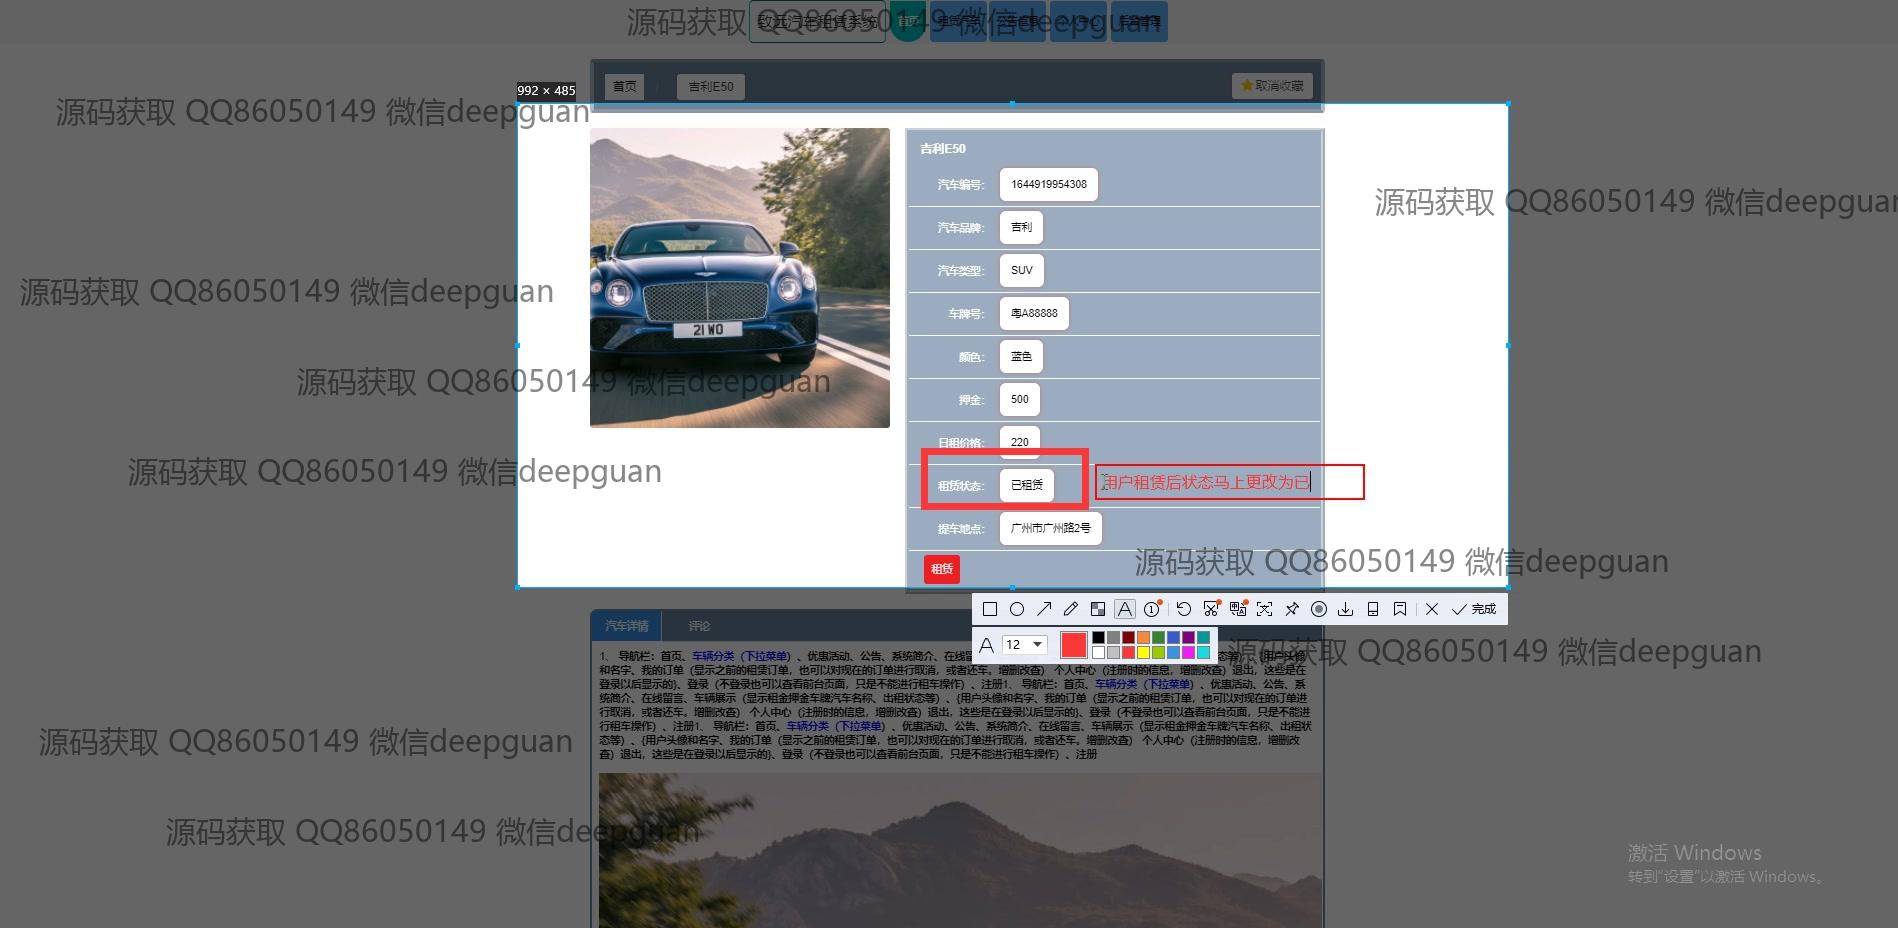 致远汽车租赁系统 首页
源码获取 QQ86050149 微信deepguan
首页 吉利E50 ★取消收藏
992 × 485
源码获取 QQ86050149 微信deepguan
吉利E50
汽车编号: 1644919954308
源码获取 QQ86050149 微信deepguan
汽车品牌: 吉利
汽车类型: SUV
源码获取 QQ86050149 微信deepguan
车牌号: 粤A88888
21 WO
颜色: 蓝色
源码获取 QQ86050149 微信deepguan
押金: 500
日租价格: 220
源码获取 QQ86050149 微信deepguan
租赁状态: 已租赁 用户租赁后状态马上更改为已
提车地点: 广州市广州路2号
源码获取 QQ86050149 微信deepguan
租赁
完成
A 12
汽车详情 评论
源码获取 QQ86050149 微信deepguan
1、 导航栏：首页、车辆分类（下拉菜单）、优惠活动、公告、系统简介、在线留
和名字、我的订单（显示之前的租赁订单，也可以对现在的订单进行取消，或者还车。增删改查） 个人中心（注册时的信息，增删改查）退出，这些是在
登录以后显示的}、登录（不登录也可以查看前台页面，只是不能进行租车操作）、注册1、 导航栏：首页、车辆分类（下拉菜单）、优惠活动、公告、系
统简介、在线留言、车辆展示（显示租金押金车牌汽车名称、出租状态等）、{用户头像和名字、我的订单（显示之前的租赁订单，也可以对现在的订单进
行取消，或者还车。增删改查） 个人中心（注册时的信息，增删改查）退出，这些是在登录以后显示的}、登录（不登录也可以查看前台页面，只是不能进
行租车操作）、注册1、 导航栏：首页、车辆分类（下拉菜单）、优惠活动、公告、系统简介、在线留言、车辆展示（显示租金押金车牌汽车名称、出租状
态等）、{用户头像和名字、我的订单（显示之前的租赁订单，也可以对现在的订单进行取消，或者还车。增删改查） 个人中心（注册时的信息，增删改
查）退出，这些是在登录以后显示的}、登录（不登录也可以查看前台页面，只是不能进行租车操作）、注册
源码获取 QQ86050149 微信deepguan
源码获取 QQ86050149 微信deepguan
激活 Windows
转到"设置"以激活 Windows。